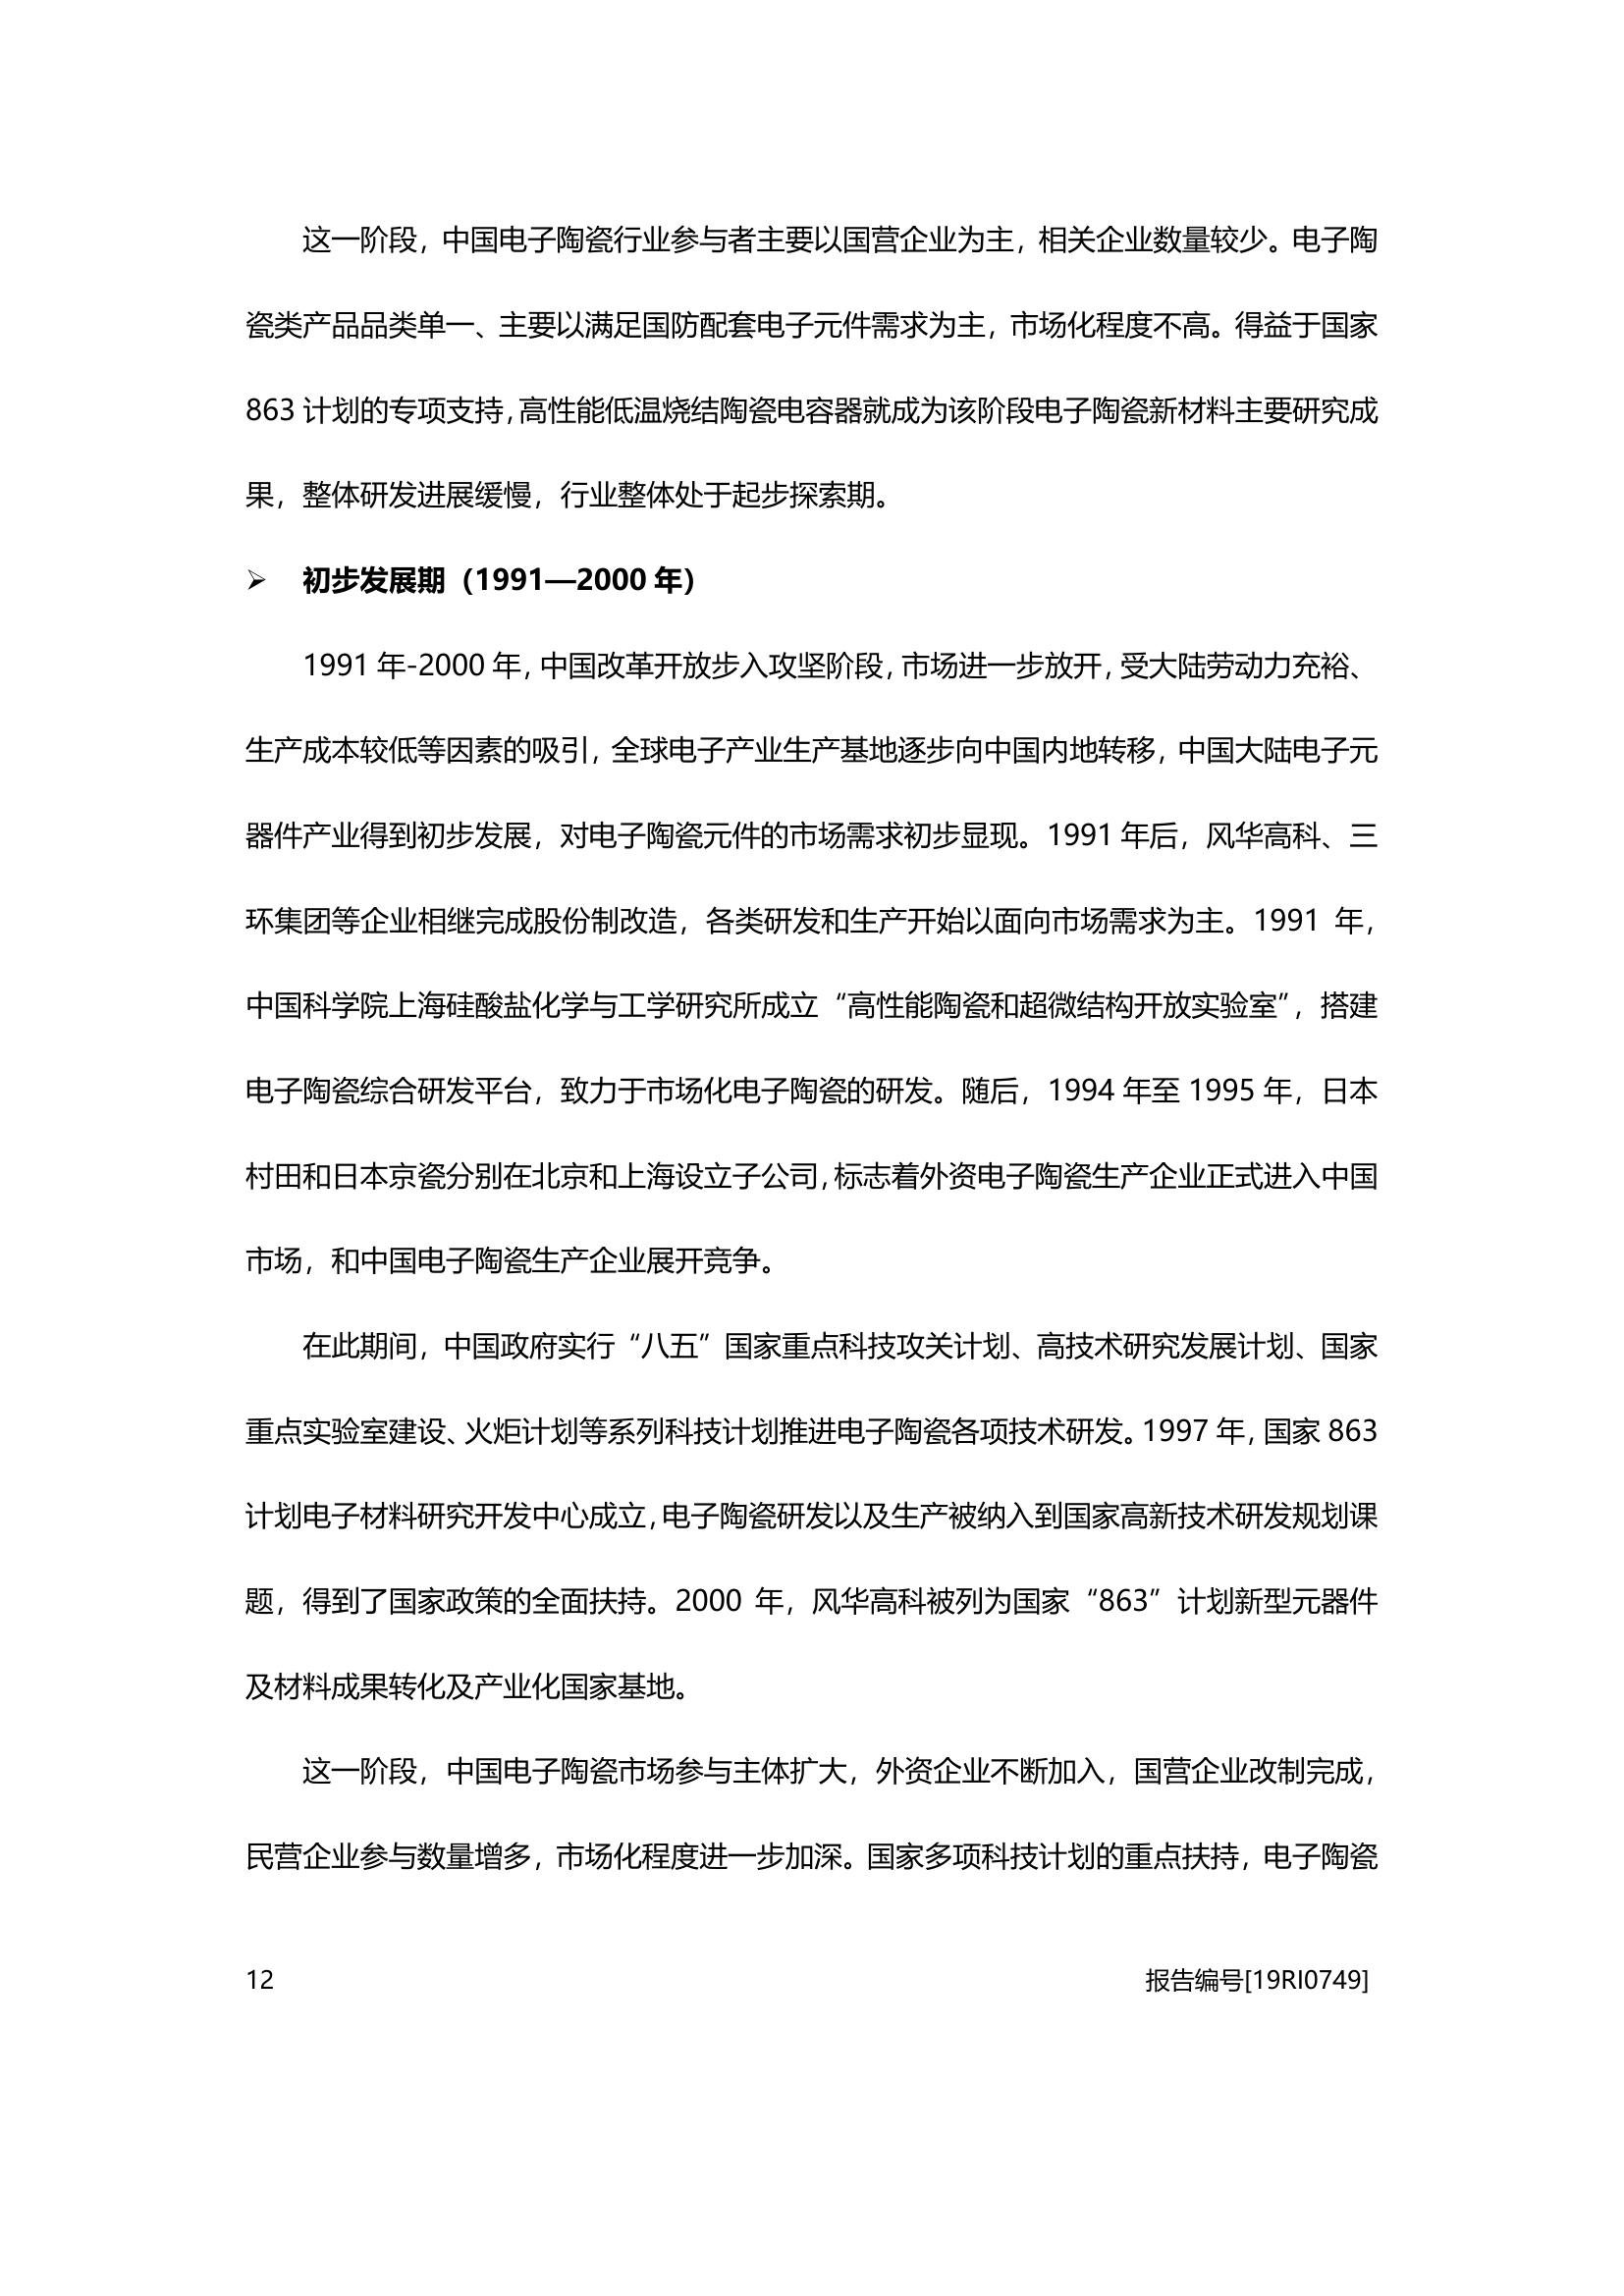 这一阶段，中国电子陶瓷行业参与者主要以国营企业为主，相关企业数量较少。电子陶
瓷类产品品类单一、主要以满足国防配套电子元件需求为主，市场化程度不高。得益于国家
863 计划的专项支持，高性能低温烧结陶瓷电容器就成为该阶段电子陶瓷新材料主要研究成
果，整体研发进展缓慢，行业整体处于起步探索期。
➢ 初步发展期（1991—2000 年）
1991 年-2000 年，中国改革开放步入攻坚阶段，市场进一步放开，受大陆劳动力充裕、
生产成本较低等因素的吸引，全球电子产业生产基地逐步向中国内地转移，中国大陆电子元
器件产业得到初步发展，对电子陶瓷元件的市场需求初步显现。1991 年后，风华高科、三
环集团等企业相继完成股份制改造，各类研发和生产开始以面向市场需求为主。1991 年，
中国科学院上海硅酸盐化学与工学研究所成立“高性能陶瓷和超微结构开放实验室”，搭建
电子陶瓷综合研发平台，致力于市场化电子陶瓷的研发。随后，1994 年至 1995 年，日本
村田和日本京瓷分别在北京和上海设立子公司，标志着外资电子陶瓷生产企业正式进入中国
市场，和中国电子陶瓷生产企业展开竞争。
在此期间，中国政府实行“八五”国家重点科技攻关计划、高技术研究发展计划、国家
重点实验室建设、火炬计划等系列科技计划推进电子陶瓷各项技术研发。1997 年，国家 863
计划电子材料研究开发中心成立，电子陶瓷研发以及生产被纳入到国家高新技术研发规划课
题，得到了国家政策的全面扶持。2000 年，风华高科被列为国家“863”计划新型元器件
及材料成果转化及产业化国家基地。
这一阶段，中国电子陶瓷市场参与主体扩大，外资企业不断加入，国营企业改制完成，
民营企业参与数量增多，市场化程度进一步加深。国家多项科技计划的重点扶持，电子陶瓷
12 报告编号[19RI0749]